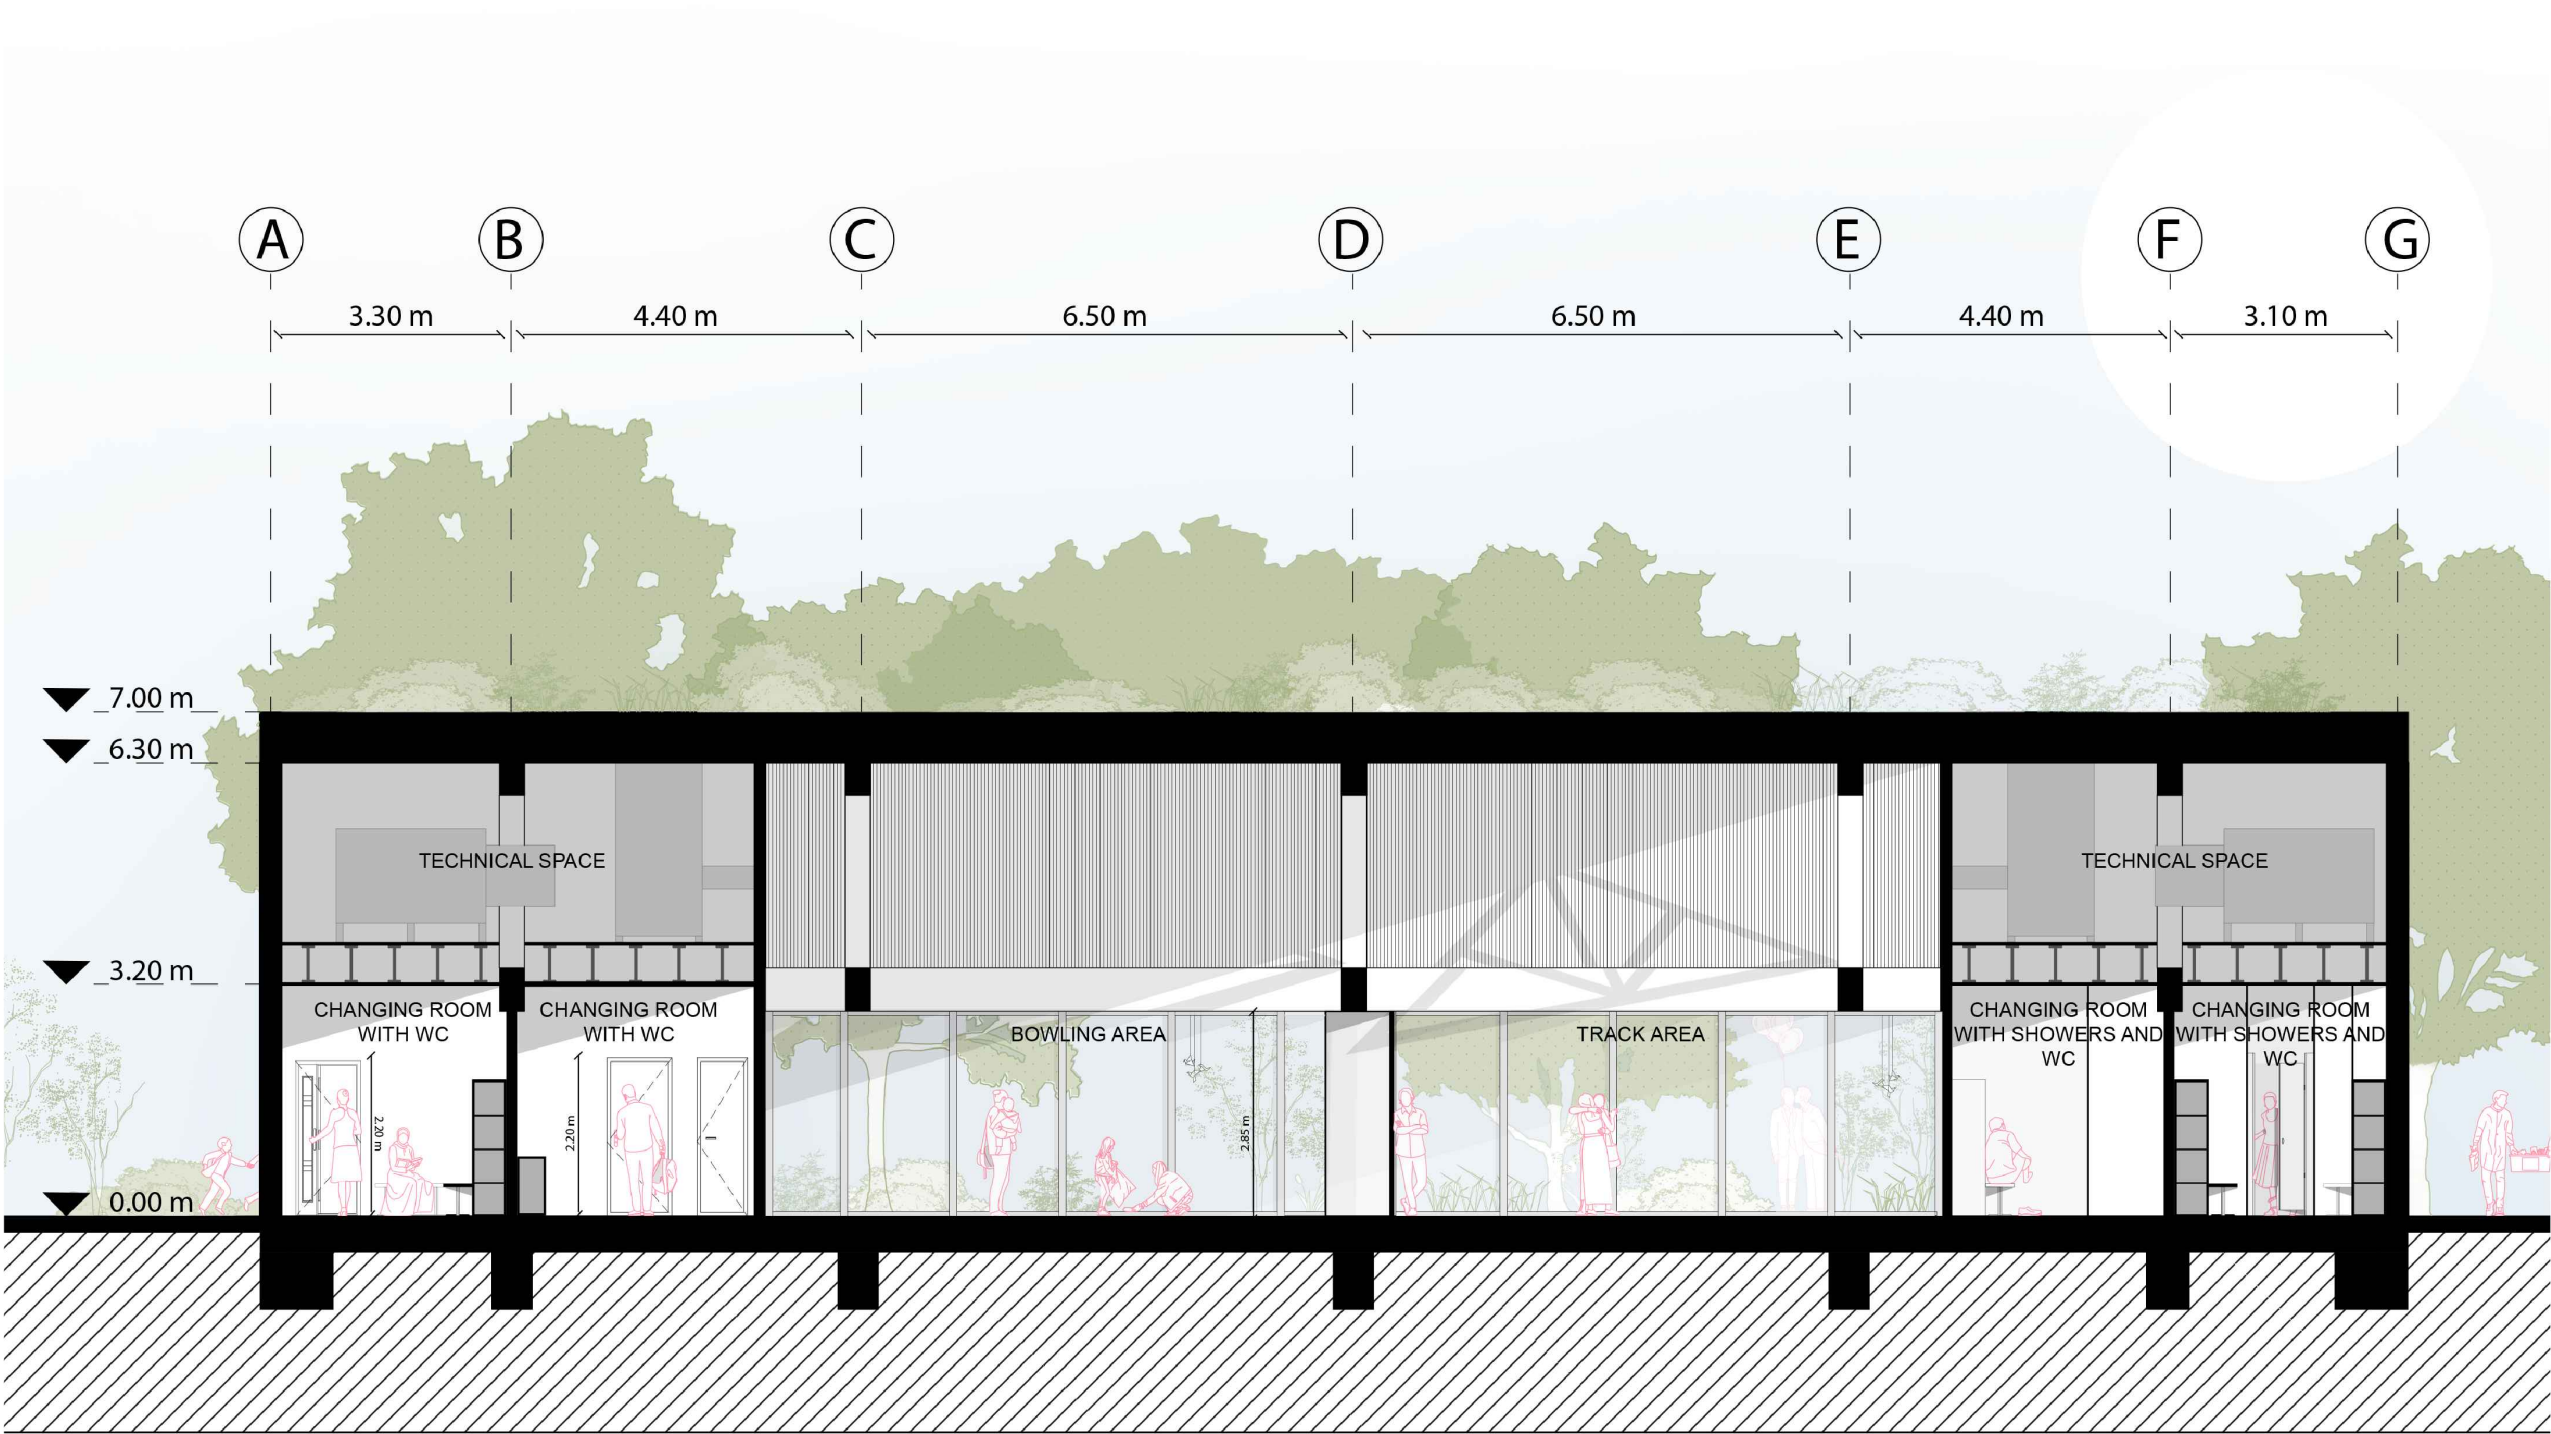 A B C D E F G
3.30 m 4.40 m 6.50 m 6.50 m 4.40 m 3.10 m
7.00 m
6.30 m
TECHNICAL SPACE TECHNICAL SPACE
3.20 m
CHANGING ROOM
WITH WC
CHANGING ROOM
WITH WC
BOWLING AREA
TRACK AREA
CHANGING ROOM
WITH SHOWERS AND
WC
CHANGING ROOM
WITH SHOWERS AND
WC
2.20 m
2.20 m
2.85 m
0.00 m